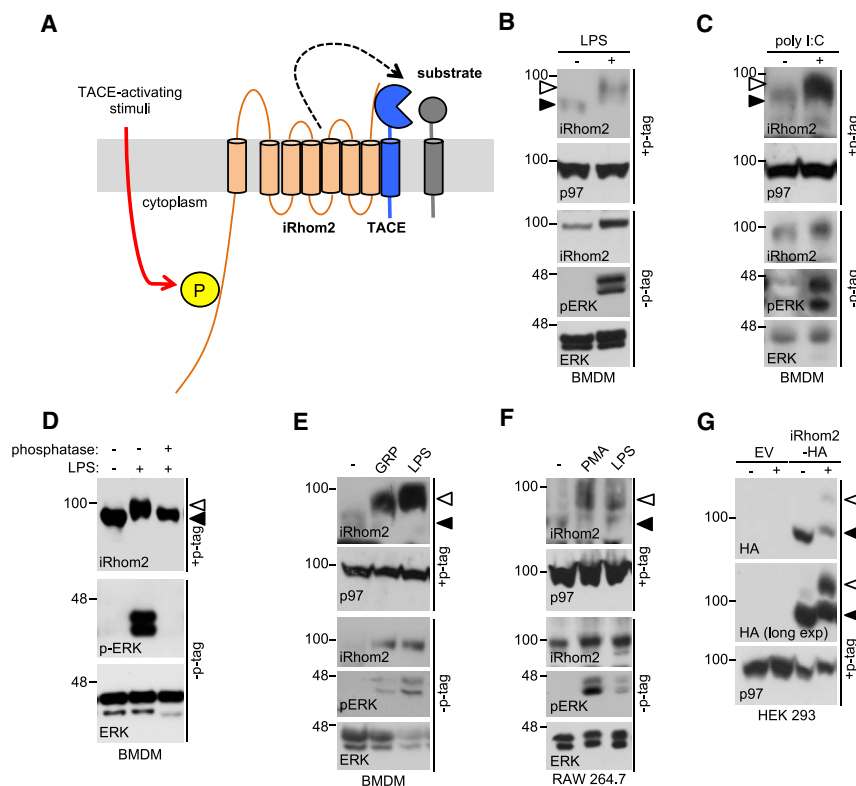 A
TACE-activating
stimuli
substrate
cytoplasm
iRhom2
TACE
P
B
LPS
- +
100
iRhom2
100
p97
+p-tag
100
iRhom2
48
pERK
48
ERK
-p-tag
BMDM
C
poly I:C
- +
100
iRhom2
100
p97
+p-tag
100
iRhom2
48
pERK
48
ERK
-p-tag
BMDM
D
phosphatase: - - +
LPS: - + +
100
iRhom2
+p-tag
48
p-ERK
48
ERK
-p-tag
BMDM
E
- GRP LPS
100
iRhom2
100
p97
+p-tag
100
iRhom2
48
pERK
48
ERK
-p-tag
BMDM
F
- PMA LPS
100
iRhom2
100
p97
+p-tag
100
iRhom2
48
pERK
48
ERK
-p-tag
RAW 264.7
G
iRhom2
EV -HA
- + - +
100
HA
100
HA (long exp)
100
p97
+p-tag
HEK 293